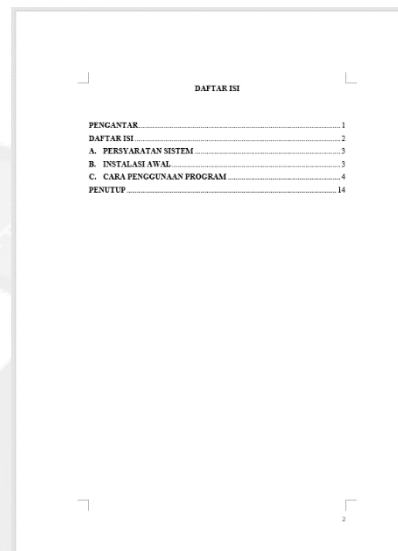 DAFTAR ISI
PENGANTAR 1
DAFTAR ISI 2
A. PERSYARATAN SISTEM 3
B. INSTALASI AWAL 3
C. CARA PENGGUNAAN PROGRAM 4
PENUTUP 14
2